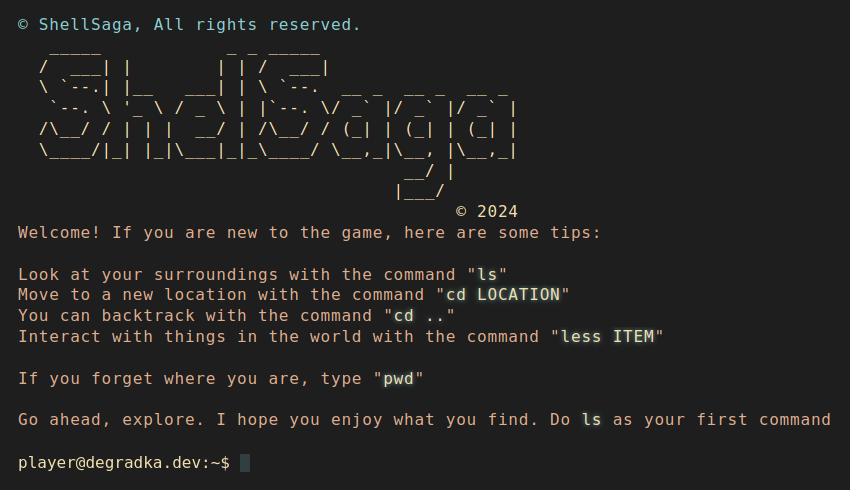 © ShellSaga, All rights reserved.
ShellSaga
© 2024
Welcome! If you are new to the game, here are some tips:
Look at your surroundings with the command "ls"
Move to a new location with the command "cd LOCATION"
You can backtrack with the command "cd .."
Interact with things in the world with the command "less ITEM"
If you forget where you are, type "pwd"
Go ahead, explore. I hope you enjoy what you find. Do ls as your first command
player@degradka.dev:~$